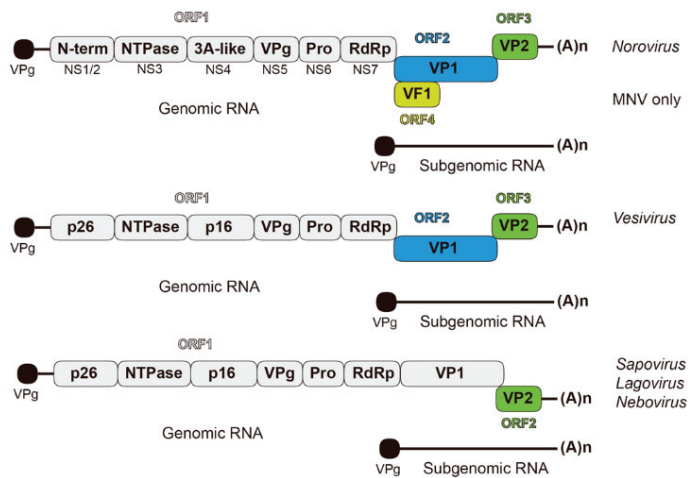 ORF1 ORF3
N-term NTPase 3A-like VPg Pro RdRp ORF2 VP2 (A)n Norovirus
VPg NS1/2 NS3 NS4 NS5 NS6 NS7 VP1
Genomic RNA VF1 MNV only
ORF4
(A)n
VPg Subgenomic RNA
ORF1 ORF3
p26 NTPase p16 VPg Pro RdRp ORF2 VP2 (A)n Vesivirus
VPg VP1
Genomic RNA
(A)n
VPg Subgenomic RNA
ORF1
p26 NTPase p16 VPg Pro RdRp VP1 Sapovirus
VPg Lagovirus
VP2 (A)n Nebovirus
Genomic RNA ORF2
(A)n
VPg Subgenomic RNA